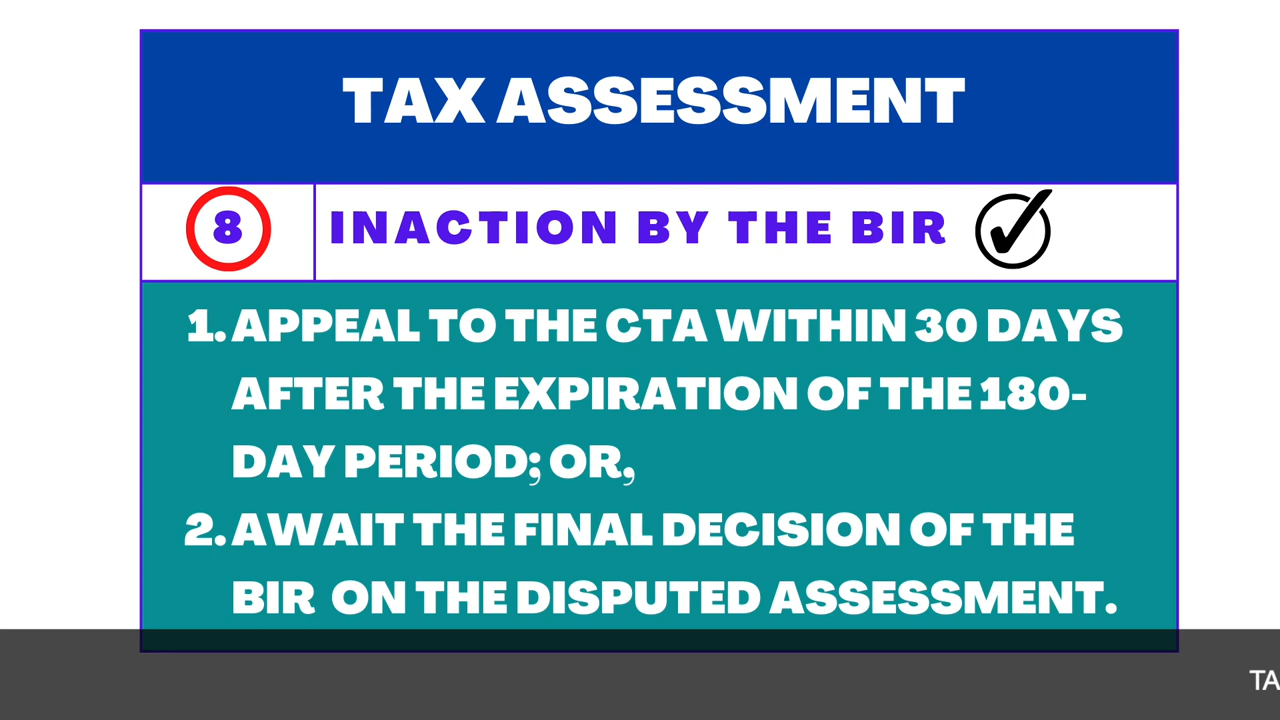 TAX ASSESSMENT
8 INACTION BY THE BIR
1. APPEAL TO THE CTA WITHIN 30 DAYS
AFTER THE EXPIRATION OF THE 180-
DAY PERIOD; OR,
2. AWAIT THE FINAL DECISION OF THE
BIR ON THE DISPUTED ASSESSMENT.
TA